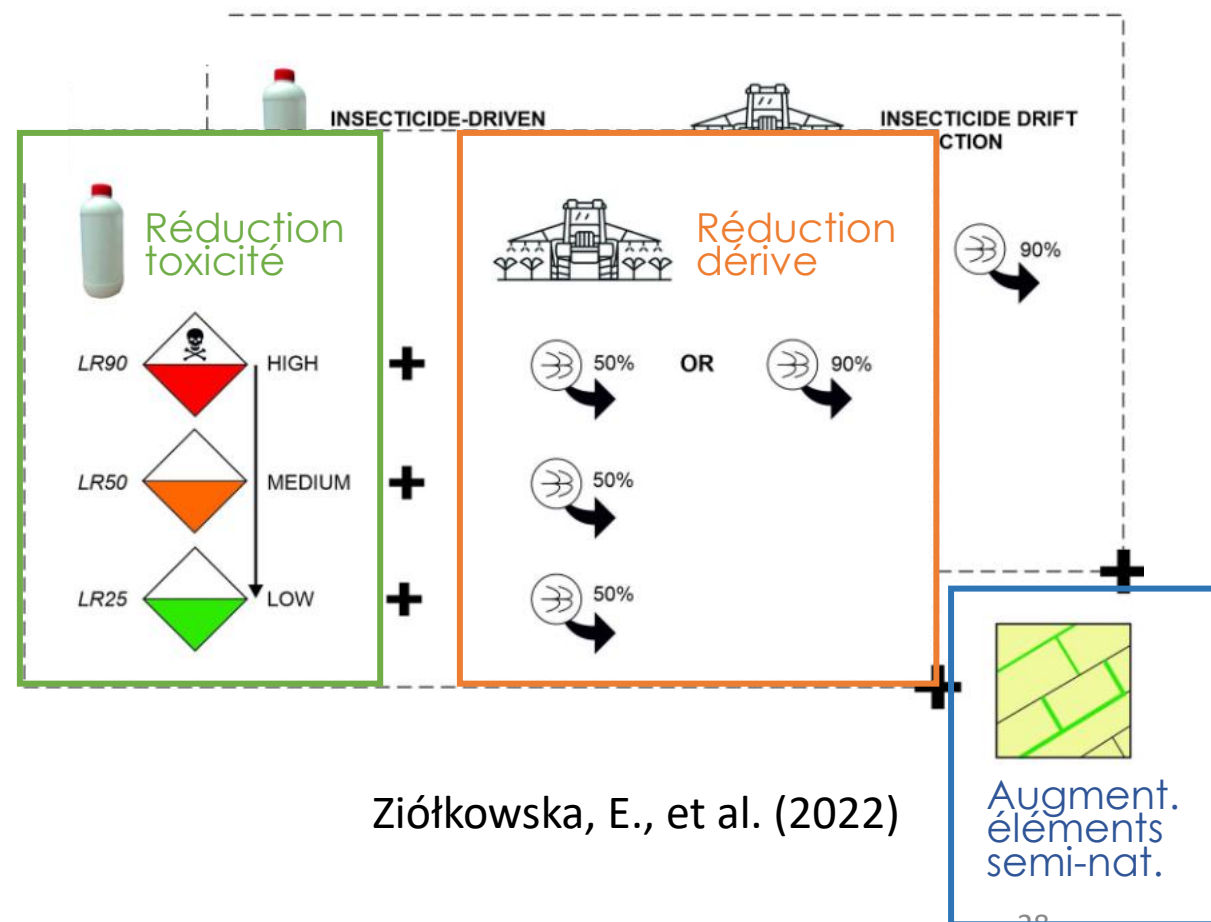 INSECTICIDE-DRIVEN
INSECTICIDE DRIFT
CTION
Réduction
toxicité
Réduction
dérive
90%
LR90
HIGH
50%
OR
90%
LR50
MEDIUM
50%
LR25
LOW
50%
Ziółkowska, E., et al. (2022)
Augment.
éléments
semi-nat.